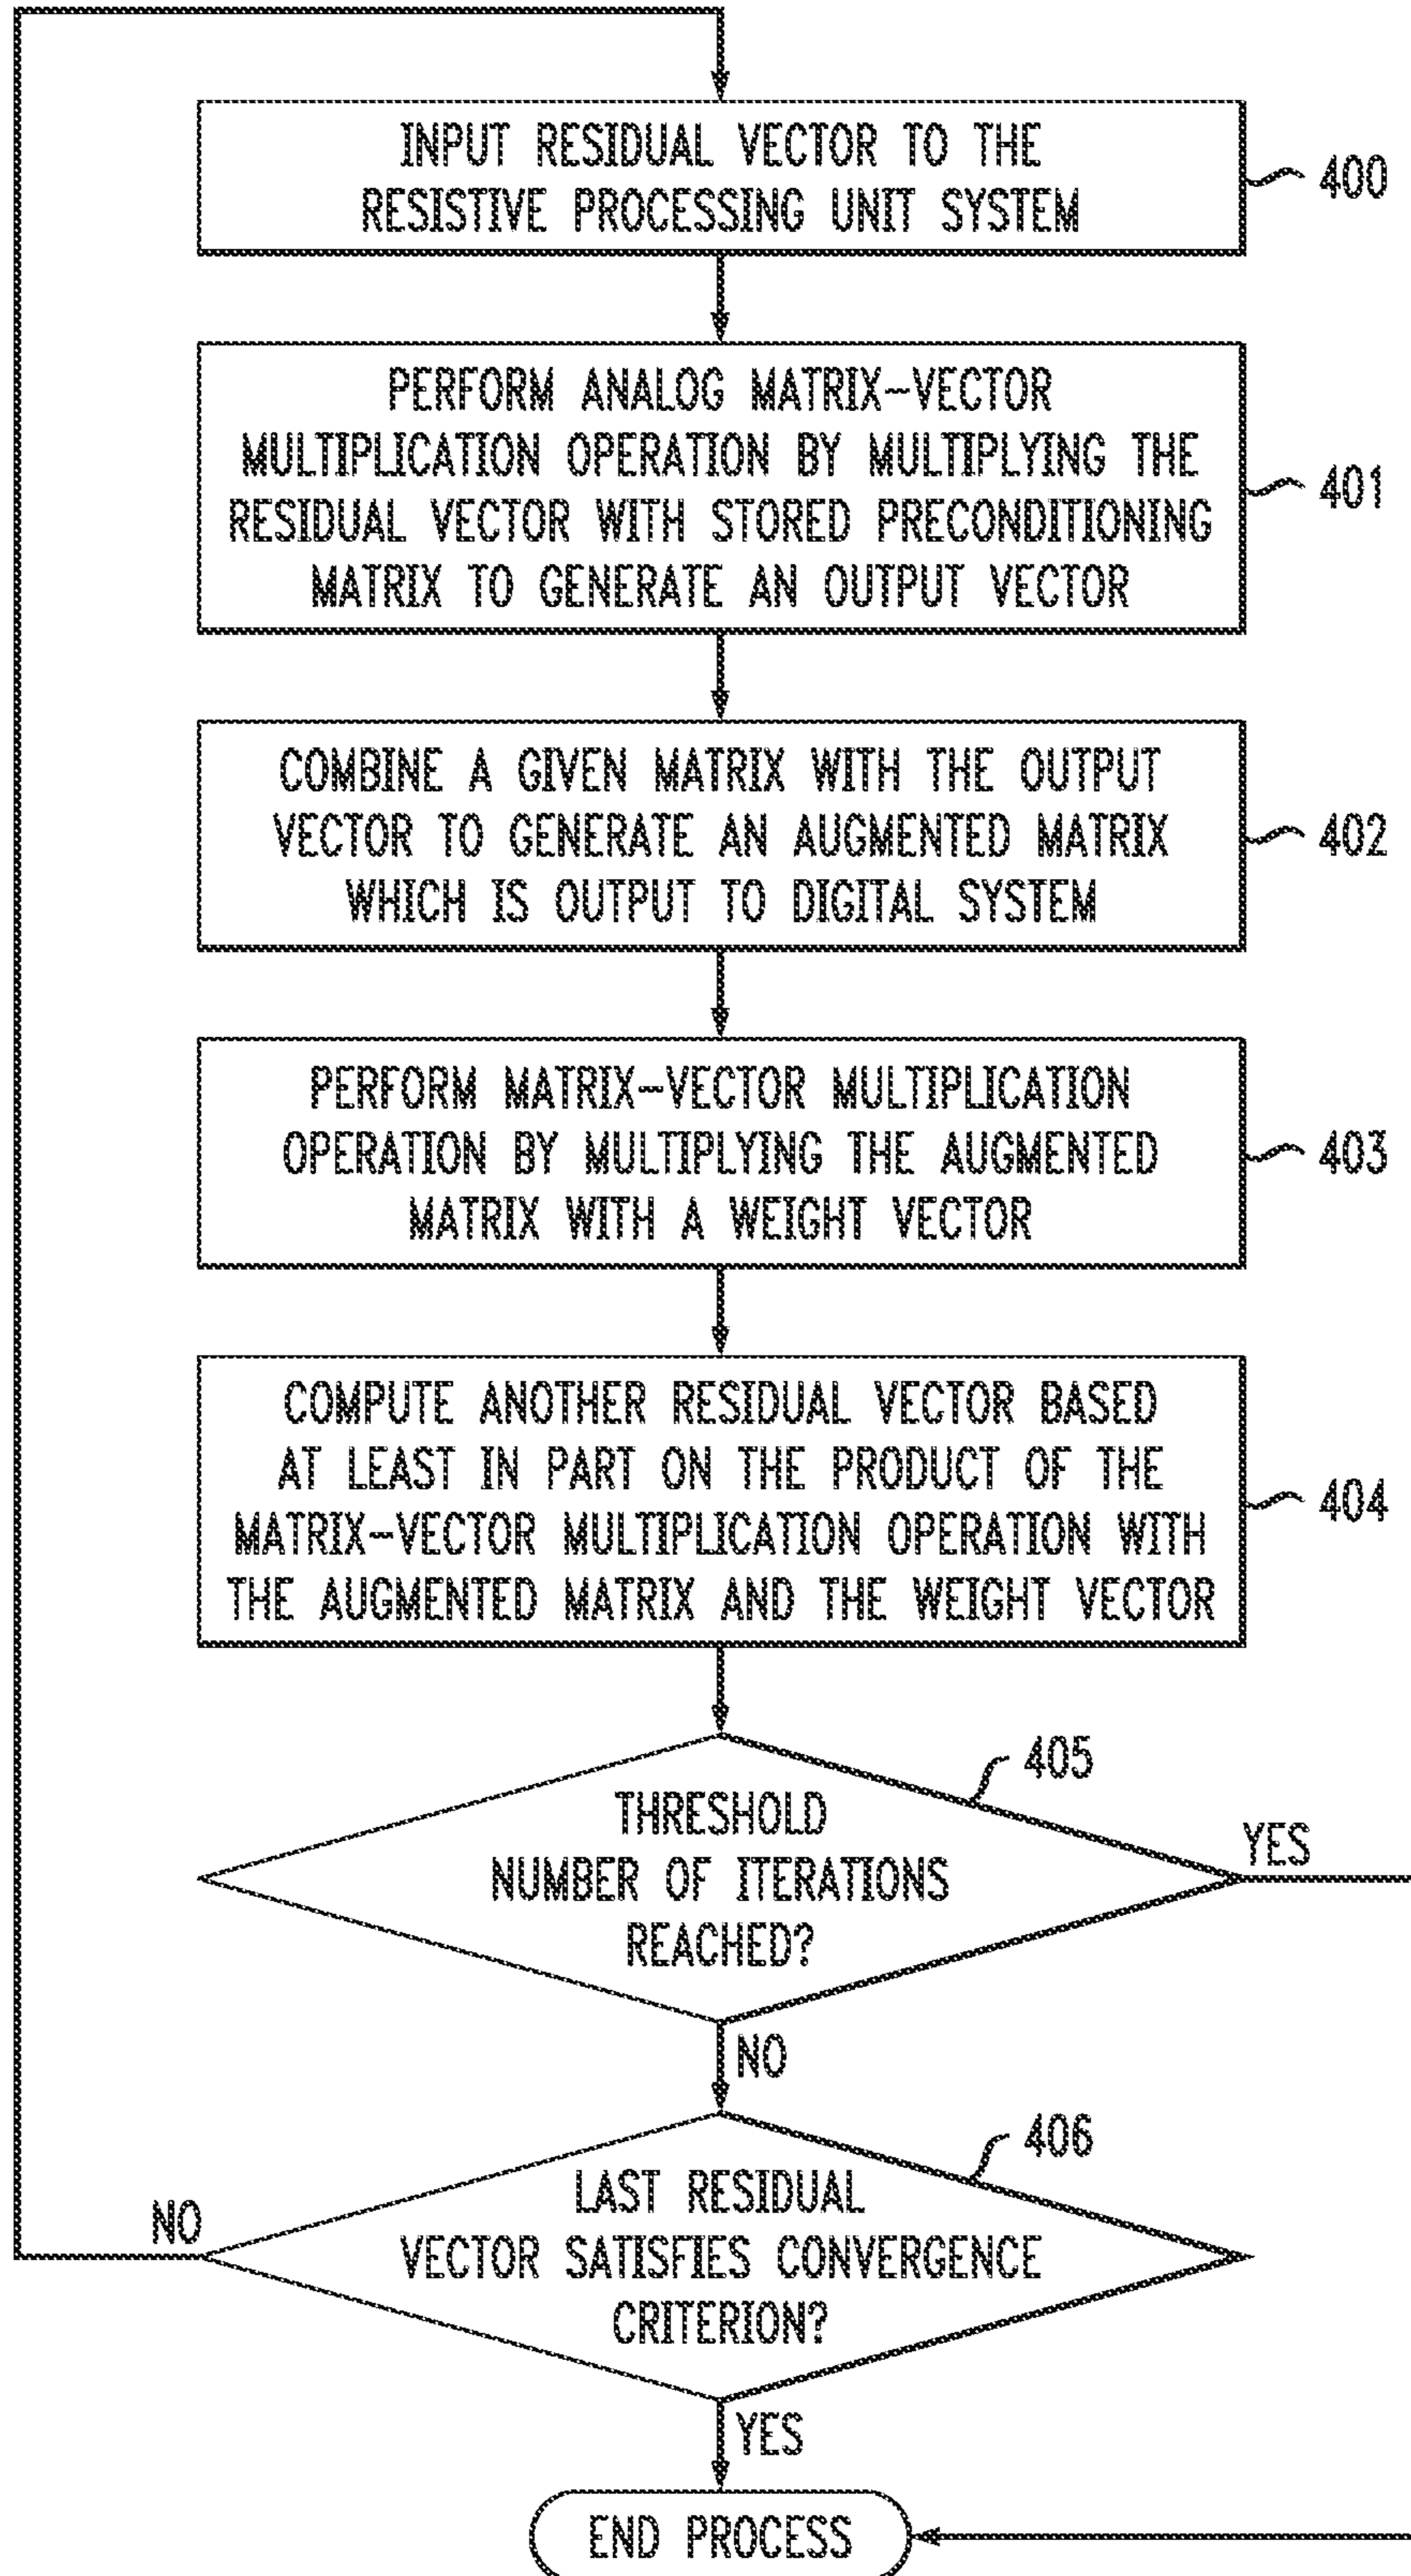 INPUT RESIDUAL VECTOR TO THE
RESISTIVE PROCESSING UNIT SYSTEM
400
PERFORM ANALOG MATRIX-VECTOR
MULTIPLICATION OPERATION BY MULTIPLYING THE
RESIDUAL VECTOR WITH STORED PRECONDITIONING
MATRIX TO GENERATE AN OUTPUT VECTOR
401
COMBINE A GIVEN MATRIX WITH THE OUTPUT
VECTOR TO GENERATE AN AUGMENTED MATRIX
WHICH IS OUTPUT TO DIGITAL SYSTEM
402
PERFORM MATRIX-VECTOR MULTIPLICATION
OPERATION BY MULTIPLYING THE AUGMENTED
MATRIX WITH A WEIGHT VECTOR
403
COMPUTE ANOTHER RESIDUAL VECTOR BASED
AT LEAST IN PART ON THE PRODUCT OF THE
MATRIX-VECTOR MULTIPLICATION OPERATION WITH
THE AUGMENTED MATRIX AND THE WEIGHT VECTOR
404
405
THRESHOLD
NUMBER OF ITERATIONS
REACHED?
YES
NO
406
LAST RESIDUAL
VECTOR SATISFIES CONVERGENCE
CRITERION?
NO
YES
END PROCESS